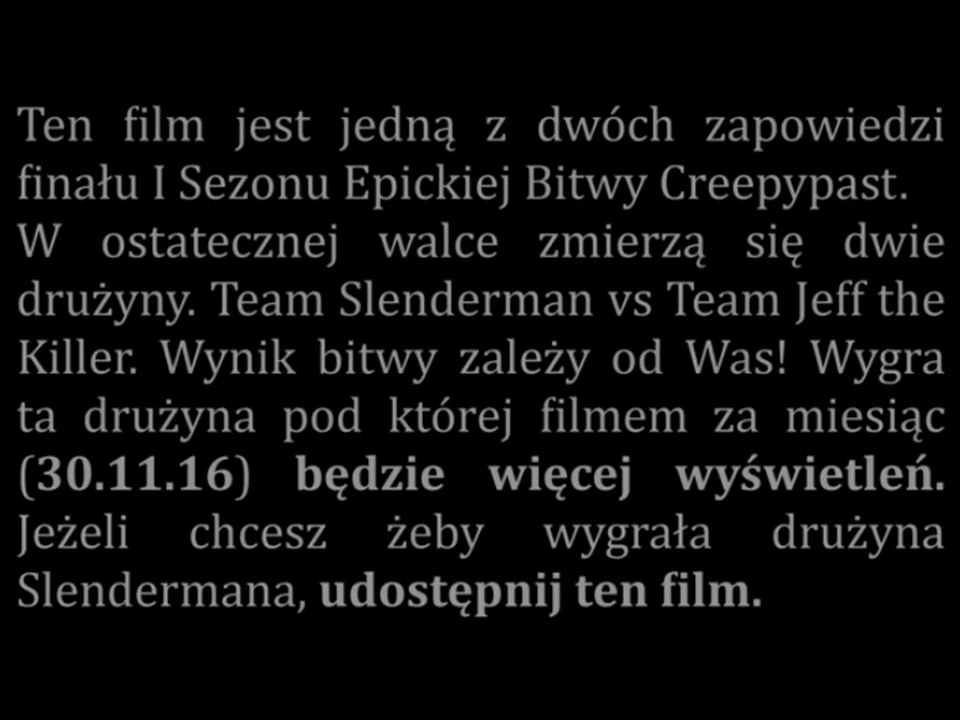 Ten film jest jedną z dwóch zapowiedzi
finału I Sezonu Epickiej Bitwy Creepypast.
W ostatecznej walce zmierzą się dwie
drużyny. Team Slenderman vs Team Jeff the
Killer. Wynik bitwy zależy od Was! Wygra
ta drużyna pod której filmem za miesiąc
(30.11.16) będzie więcej wyświetleń.
Jeżeli chcesz żeby wygrała drużyna
Slendermana, udostępnij ten film.